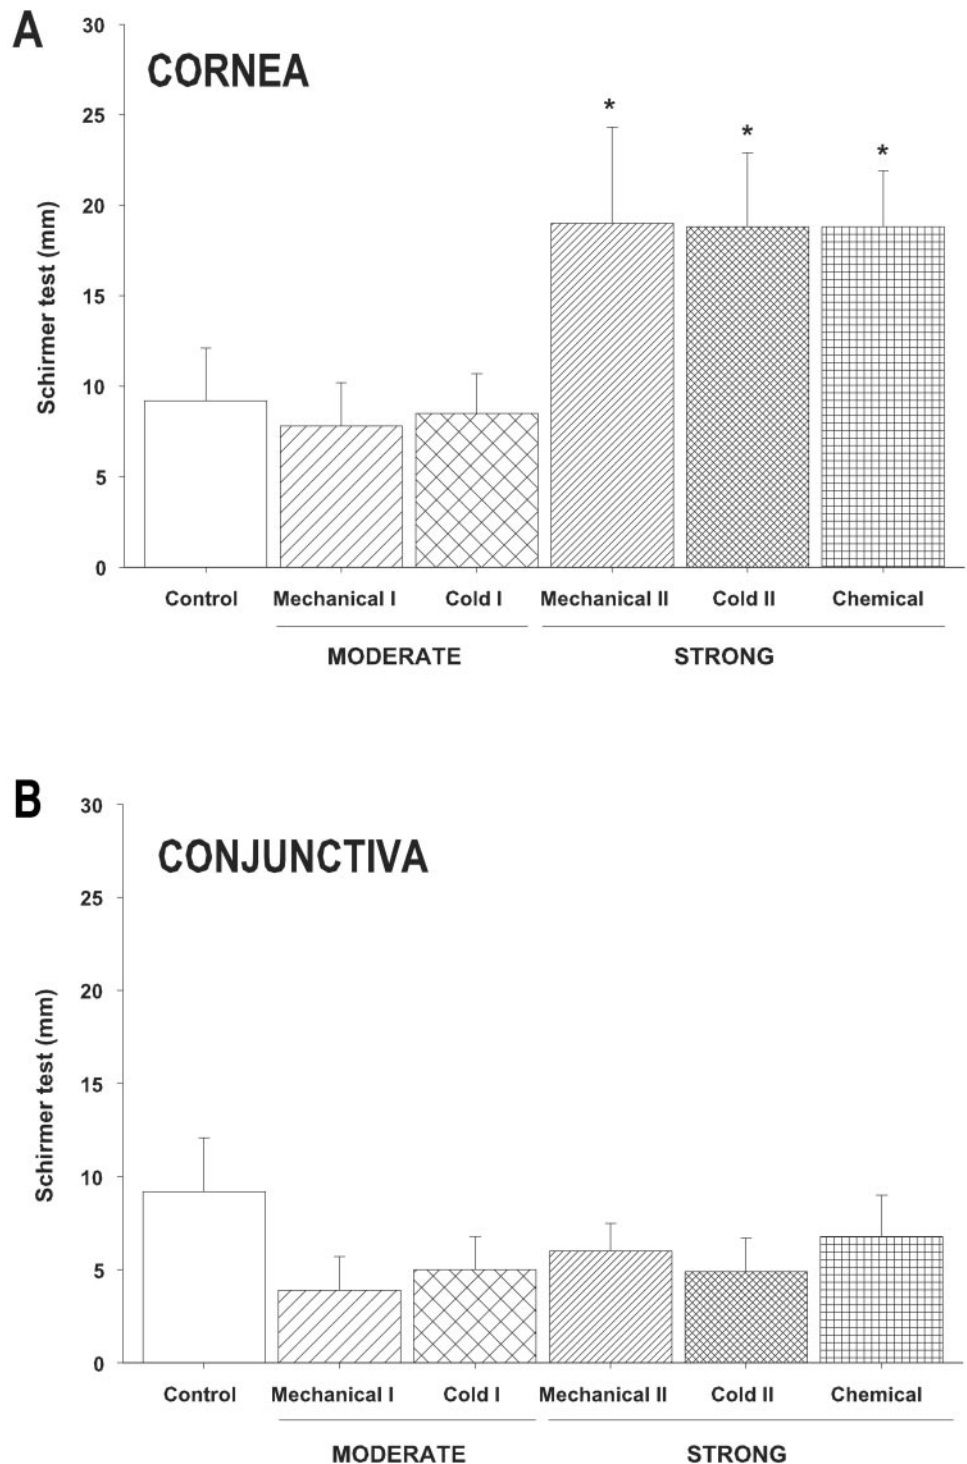 A
CORNEA
Schirmer test (mm)
30
25
20
15
10
5
0
*
*
*
Control Mechanical I Cold I Mechanical II Cold II Chemical
MODERATE STRONG
B
CONJUNCTIVA
Schirmer test (mm)
30
25
20
15
10
5
0
Control Mechanical I Cold I Mechanical II Cold II Chemical
MODERATE STRONG